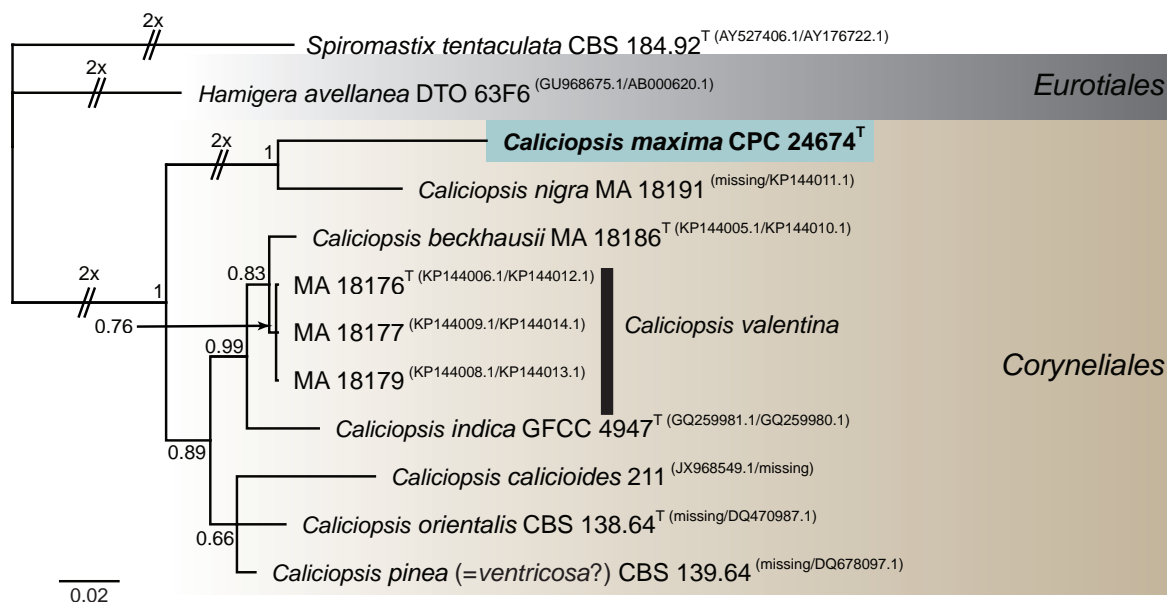 2x
Spiromastix tentaculata CBS 184.92T (AY527406.1/AY176722.1)
2x
Hamigera avellanea DTO 63F6 (GU968675.1/AB000620.1)
Eurotiales
2x
1
Caliciopsis maxima CPC 24674T
Caliciopsis nigra MA 18191 (missing/KP144011.1)
Caliciopsis beckhausii MA 18186T (KP144005.1/KP144010.1)
2x
1
0.83
MA 18176T (KP144006.1/KP144012.1)
0.76
MA 18177 (KP144009.1/KP144014.1)
Caliciopsis valentina
0.99
MA 18179 (KP144008.1/KP144013.1)
Coryneliales
Caliciopsis indica GFCC 4947T (GQ259981.1/GQ259980.1)
0.89
Caliciopsis calicioides 211 (JX968549.1/missing)
Caliciopsis orientalis CBS 138.64T (missing/DQ470987.1)
0.66
Caliciopsis pinea (=ventricosa?) CBS 139.64 (missing/DQ678097.1)
0.02